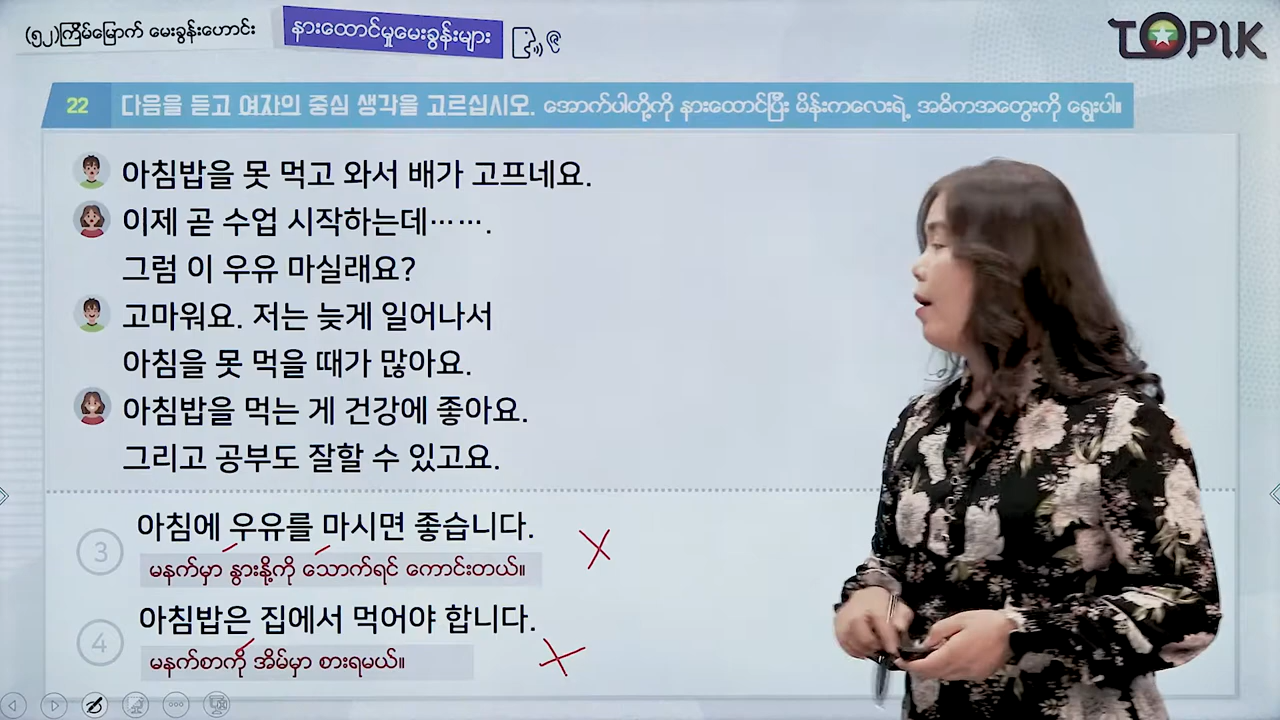 (၅၂)ကြိမ်မြောက် မေးခွန်းဟောင်း
နားထောင်မှုမေးခွန်းများ
TOPIK
22 다음을 듣고 여자의 중심 생각을 고르십시오. အောက်ပါတို့ကို နားထောင်ပြီး မိန်းကလေးရဲ့ အဓိကအတွေးကို ရွေးပါ။
아침밥을 못 먹고 와서 배가 고프네요.
이제 곧 수업 시작하는데…….
그럼 이 우유 마실래요?
고마워요. 저는 늦게 일어나서
아침을 못 먹을 때가 많아요.
아침밥을 먹는 게 건강에 좋아요.
그리고 공부도 잘할 수 있고요.
3 아침에 우유를 마시면 좋습니다.
မနက်မှာ နွားနို့ကို သောက်ရင် ကောင်းတယ်။
4 아침밥은 집에서 먹어야 합니다.
မနက်စာကို အိမ်မှာ စားရမယ်။